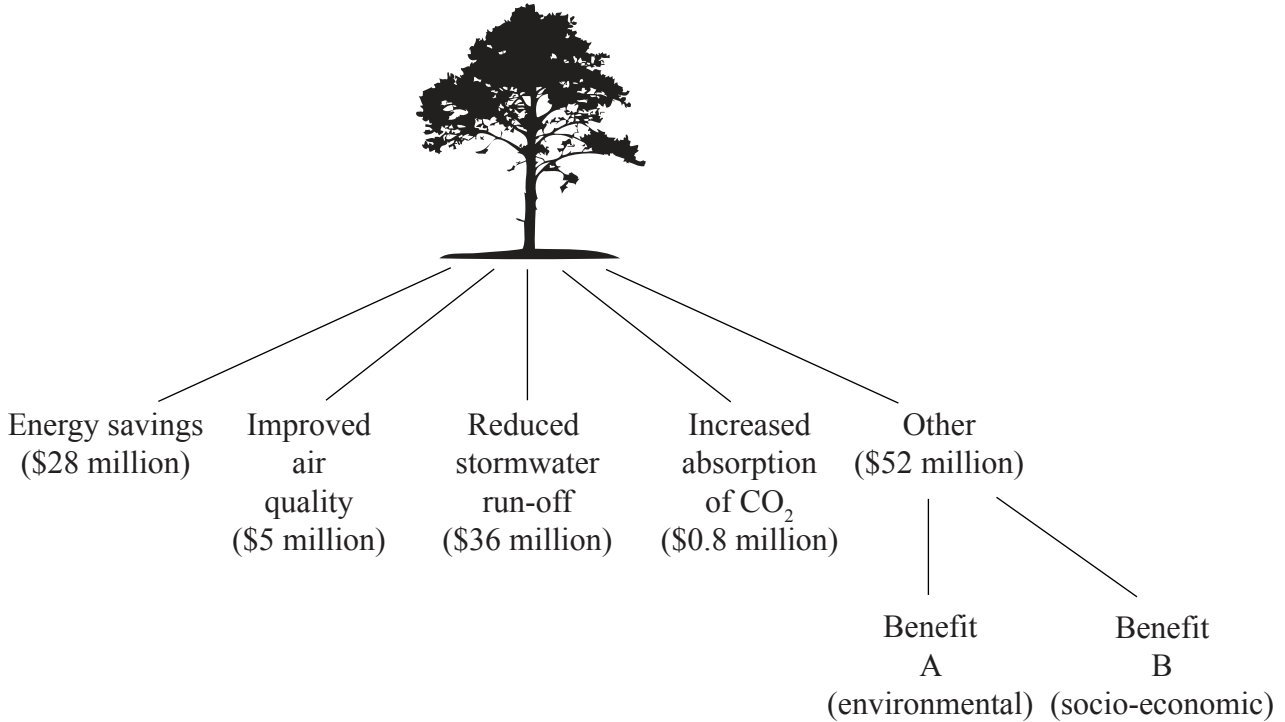 Energy savings
($28 million)
Improved
air
quality
($5 million)
Reduced
stormwater
run-off
($36 million)
Increased
absorption
of CO₂
($0.8 million)
Other
($52 million)
Benefit
A
(environmental)
Benefit
B
(socio-economic)